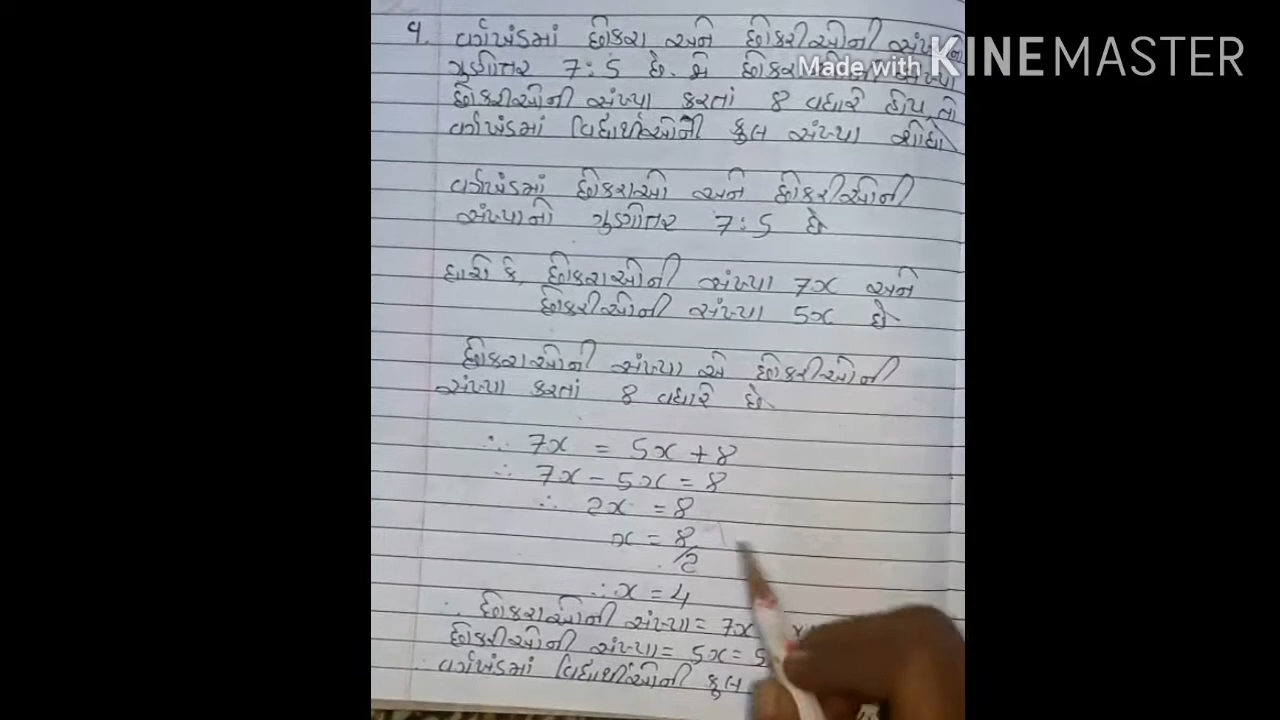 ૧. વર્ગખંડમાં છોકરા અને છોકરીઓની
ગુણોત્તર 7:5 છે. જો
છોકરીઓની સંખ્યા કરતાં 8 વધારે હોય તો
વર્ગખંડમાં વિદ્યાર્થીઓની કુલ સંખ્યા શોધો
વર્ગખંડમાં છોકરાઓ અને છોકરીઓની
સંખ્યાનો ગુણોત્તર 7:5 છે
ધારો કે, છોકરાઓની સંખ્યા 7x અને
છોકરીઓની સંખ્યા 5x છે
છોકરાઓની સંખ્યા એ છોકરીઓની
સંખ્યા કરતાં 8 વધારે છે.
∴ 7x = 5x + 8
∴ 7x - 5x = 8
∴ 2x = 8
x = 8/2
∴ x = 4
∴ છોકરાઓની સંખ્યા = 7x
છોકરીઓની સંખ્યા = 5x = 5
∴ વર્ગખંડમાં વિદ્યાર્થીઓની કુલ
Made with KINEMASTER